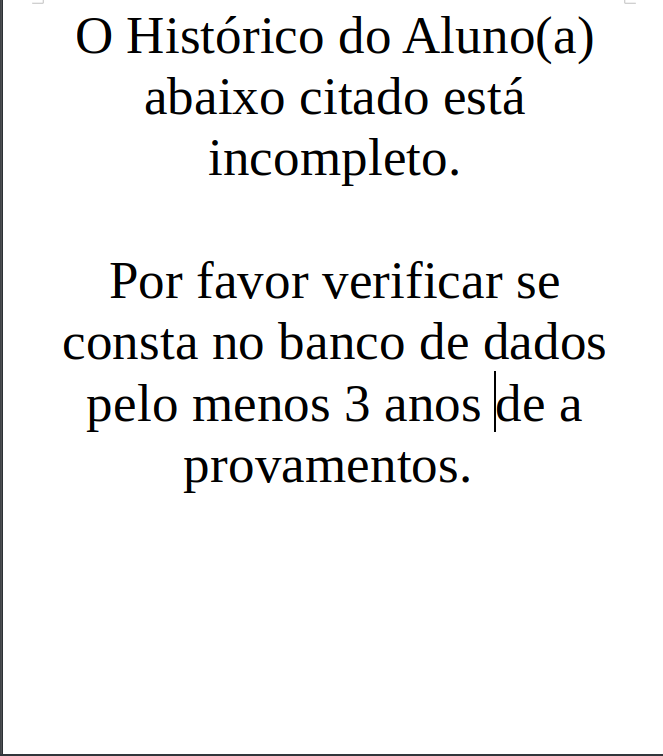 O Histórico do Aluno(a)
abaixo citado está
incompleto.
Por favor verificar se
consta no banco de dados
pelo menos 3 anos de a
provamentos.